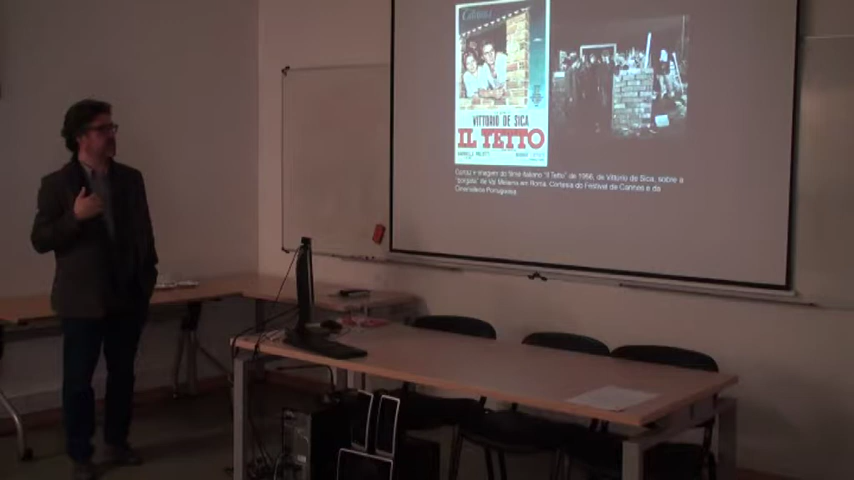 VITTORIO DE SICA
IL TETTO
Cartaz e imagem do filme italiano "Il Tetto" de 1956, de Vittorio de Sica, sobre a
"borgata" de Val Melaina em Roma. Cortesia do Festival de Cannes e da
Cinemateca Portuguesa